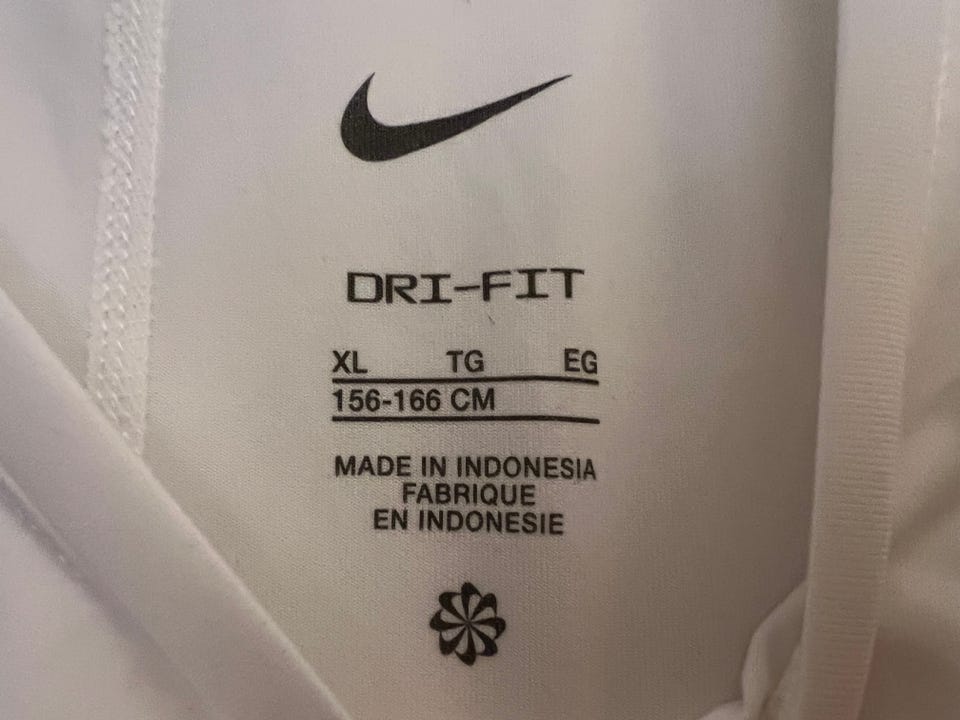 DRI-FIT
XL TG EG
156-166 CM
MADE IN INDONESIA
FABRIQUE
EN INDONESIE